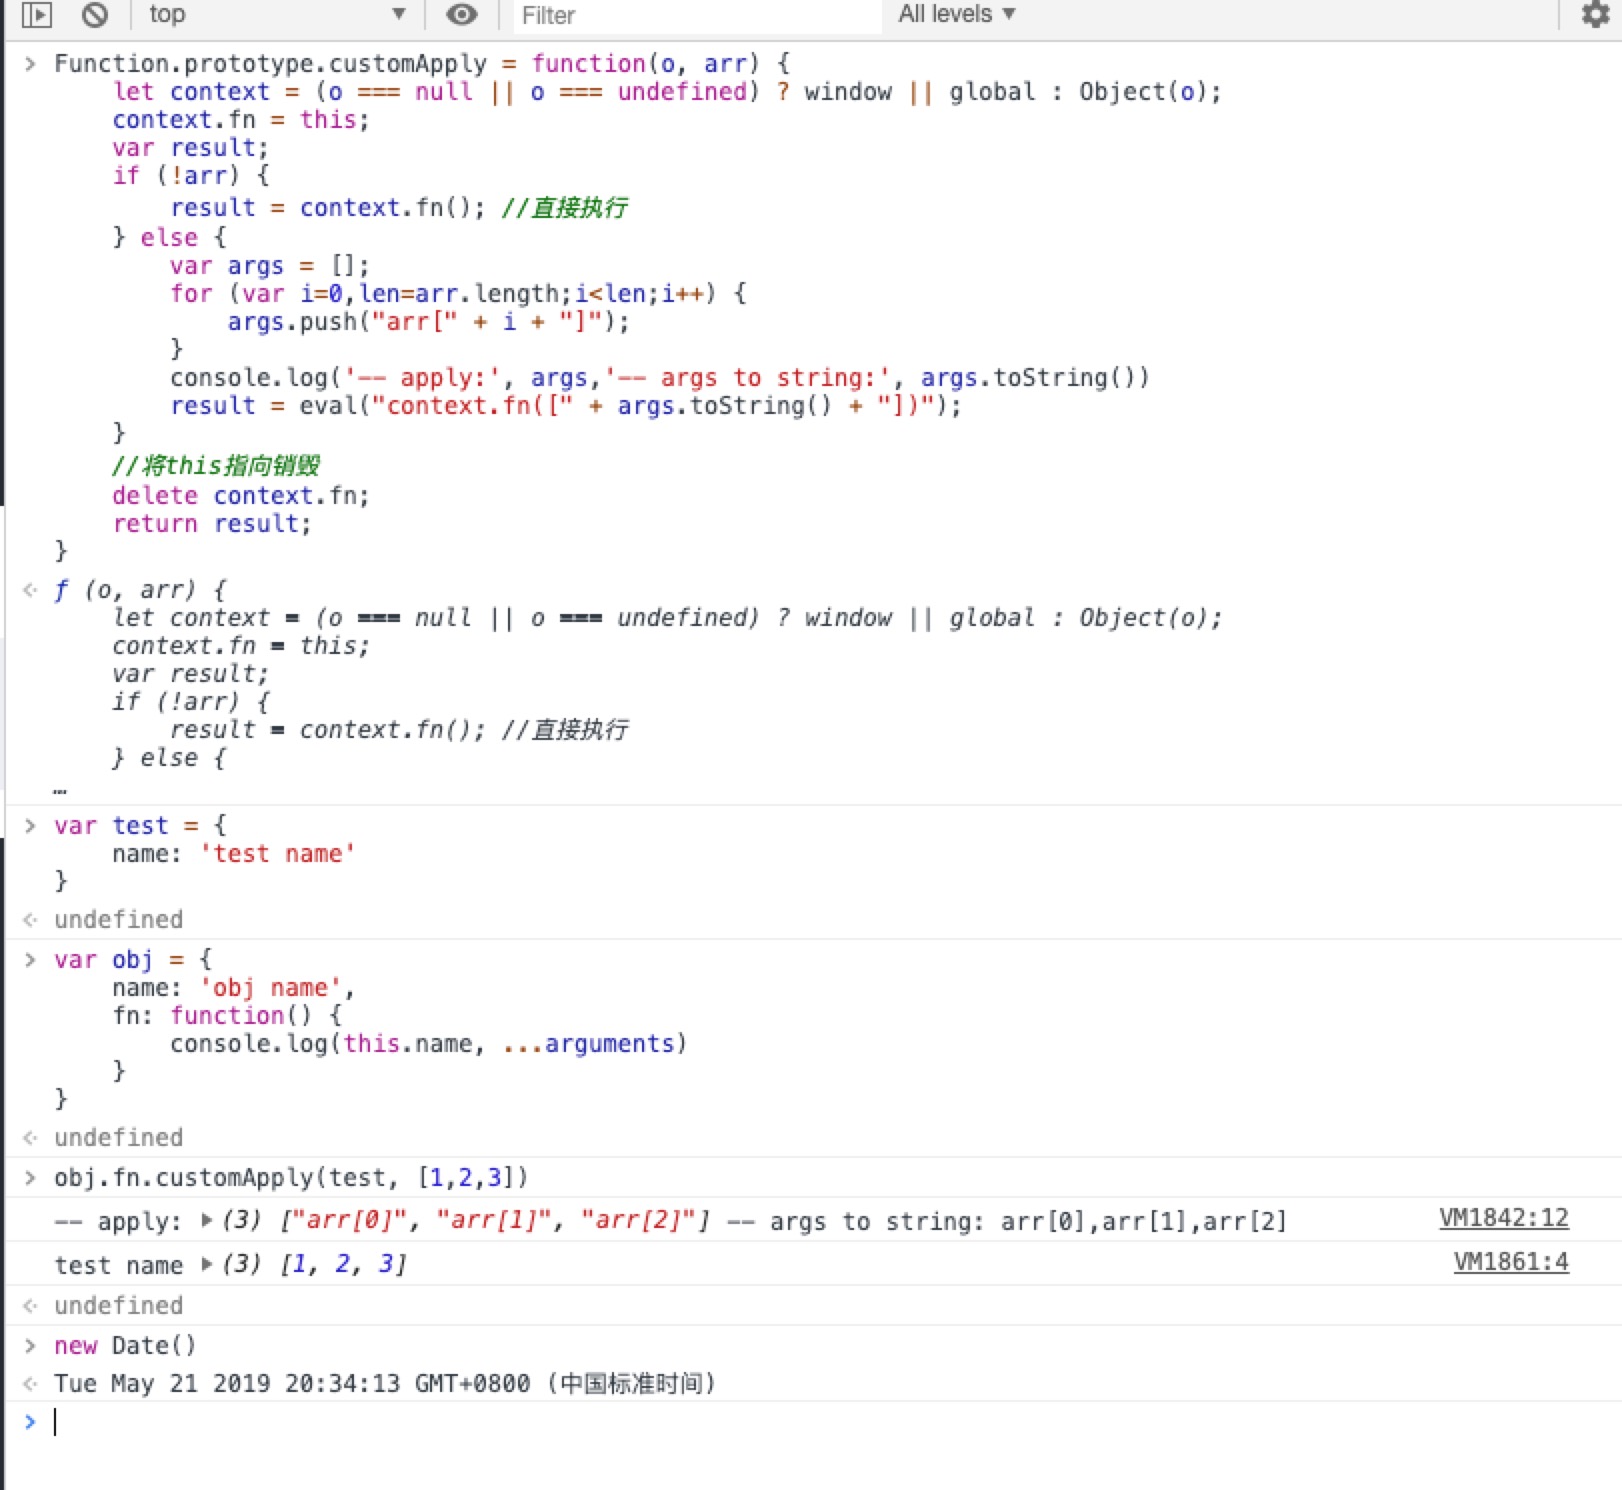 top ▼ Filter All levels ▼
> Function.prototype.customApply = function(o, arr) {
let context = (o === null || o === undefined) ? window || global : Object(o);
context.fn = this;
var result;
if (!arr) {
result = context.fn(); //直接执行
} else {
var args = [];
for (var i=0,len=arr.length;i<len;i++) {
args.push("arr[" + i + "]");
}
console.log('-- apply:', args,'-- args to string:', args.toString())
result = eval("context.fn([" + args.toString() + "])");
}
//将this指向销毁
delete context.fn;
return result;
}
ƒ (o, arr) {
let context = (o === null || o === undefined) ? window || global : Object(o);
context.fn = this;
var result;
if (!arr) {
result = context.fn(); //直接执行
} else {
…
> var test = {
name: 'test name'
}
undefined
> var obj = {
name: 'obj name',
fn: function() {
console.log(this.name, ...arguments)
}
}
undefined
> obj.fn.customApply(test, [1,2,3])
-- apply: ▶(3) ["arr[0]", "arr[1]", "arr[2]"] -- args to string: arr[0],arr[1],arr[2] VM1842:12
test name ▶(3) [1, 2, 3] VM1861:4
undefined
> new Date()
Tue May 21 2019 20:34:13 GMT+0800 (中国标准时间)
>